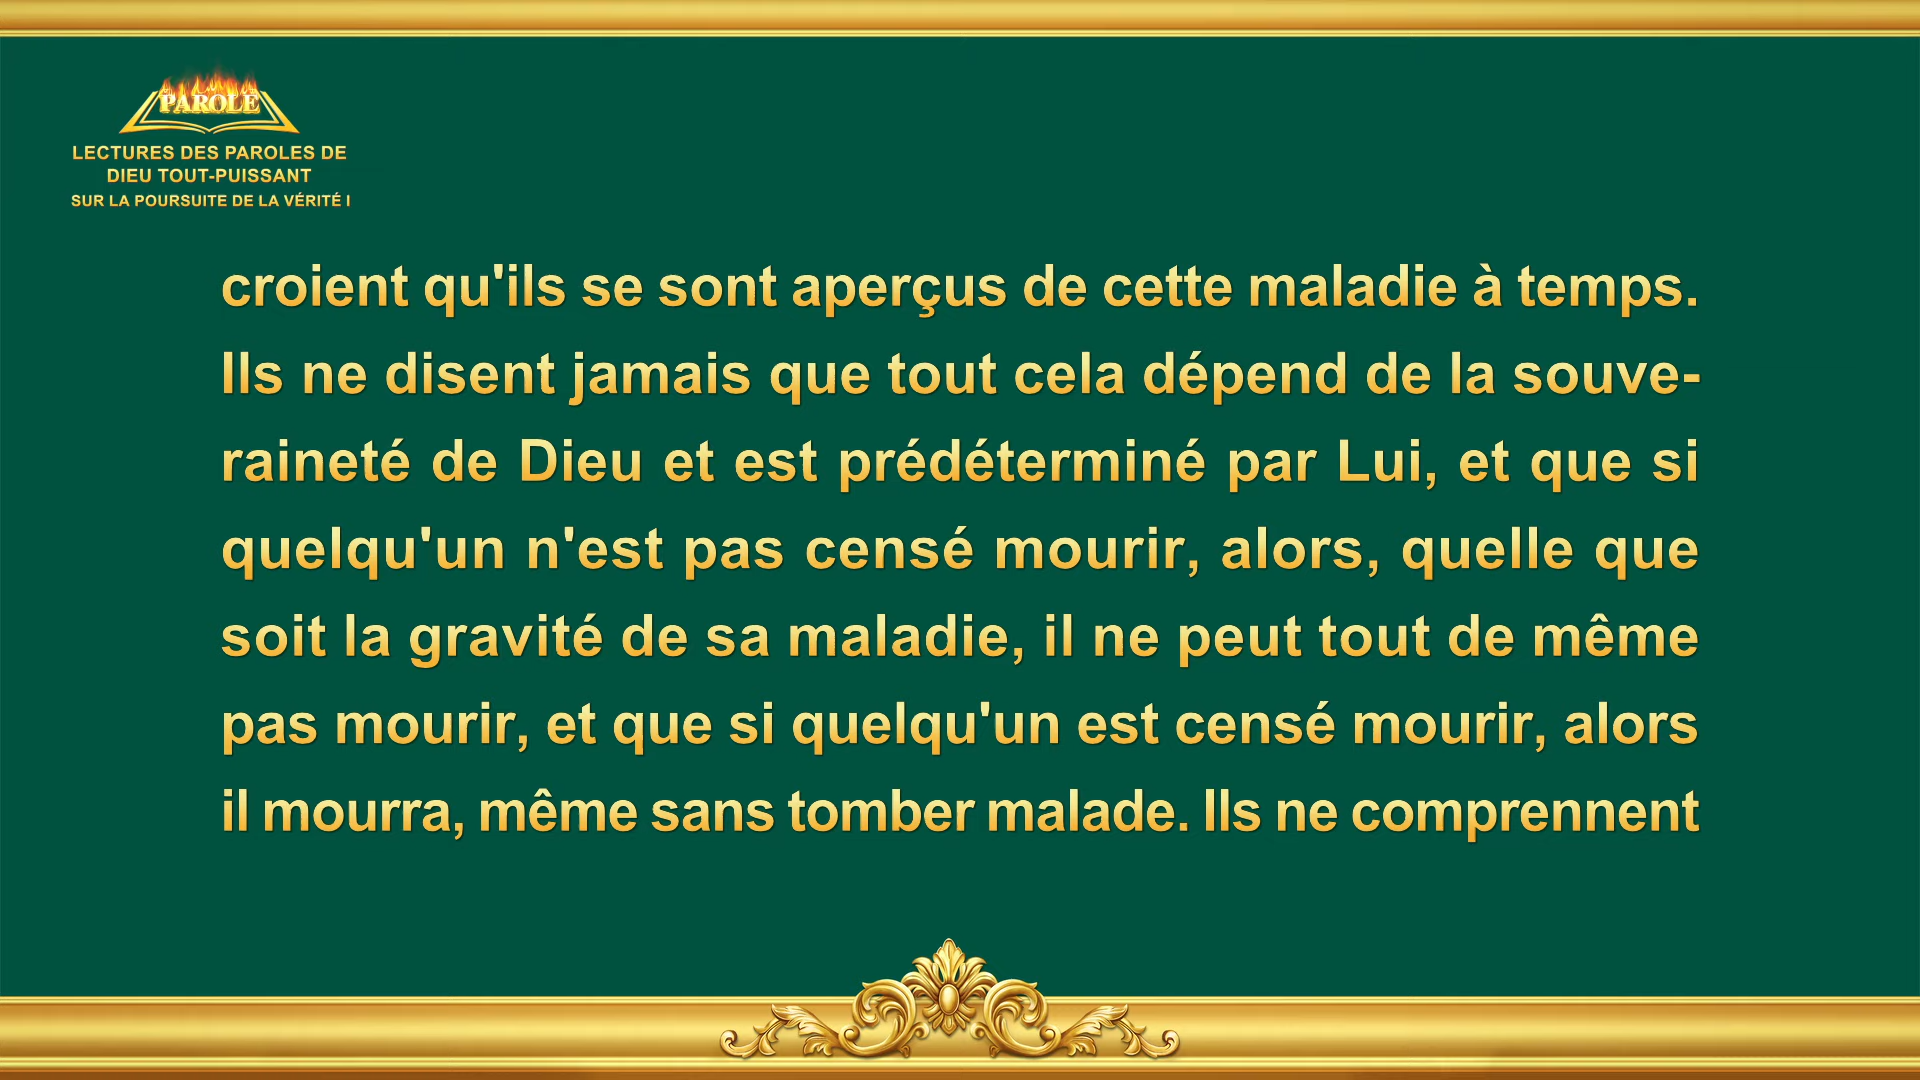 PAROLE
LECTURES DES PAROLES DE
DIEU TOUT-PUISSANT
SUR LA POURSUITE DE LA VÉRITÉ I
croient qu'ils se sont aperçus de cette maladie à temps.
Ils ne disent jamais que tout cela dépend de la souve-
raineté de Dieu et est prédéterminé par Lui, et que si
quelqu'un n'est pas censé mourir, alors, quelle que
soit la gravité de sa maladie, il ne peut tout de même
pas mourir, et que si quelqu'un est censé mourir, alors
il mourra, même sans tomber malade. Ils ne comprennent